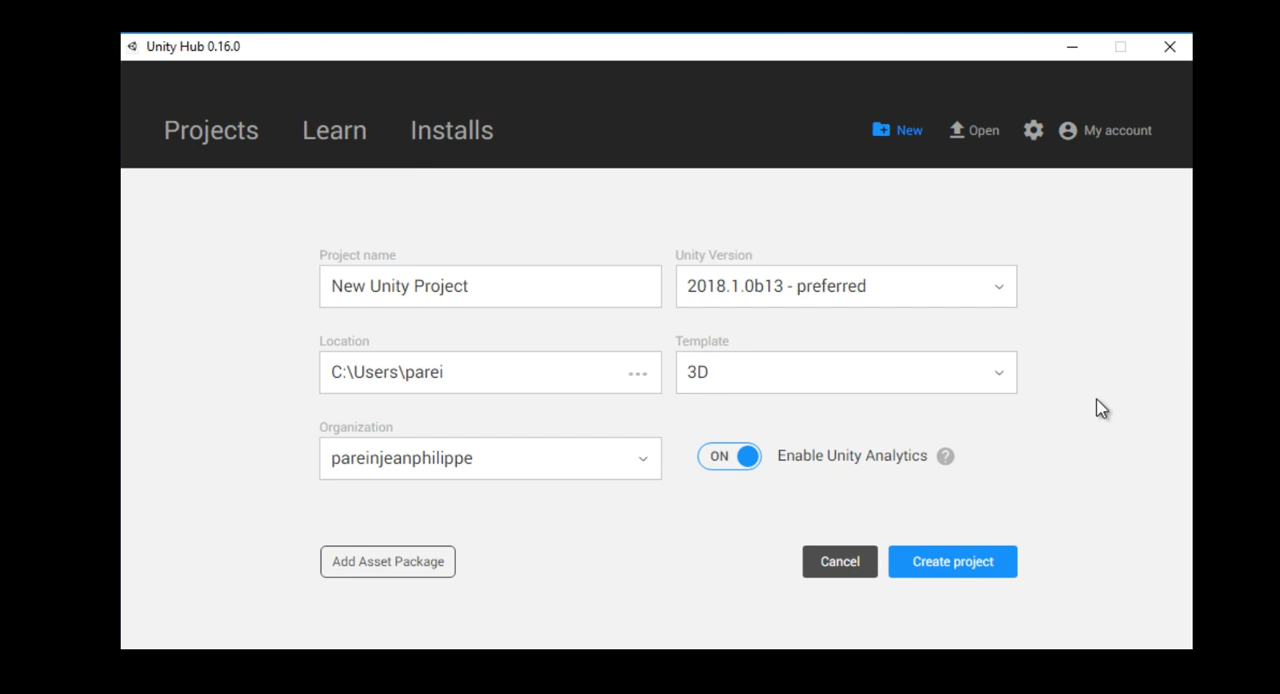 Unity Hub 0.16.0
Projects Learn Installs New Open My account
Project name Unity Version
New Unity Project 2018.1.0b13 - preferred
Location Template
C:\Users\parei ... 3D
Organization
pareinjeanphilippe ON Enable Unity Analytics ?
Add Asset Package Cancel Create project